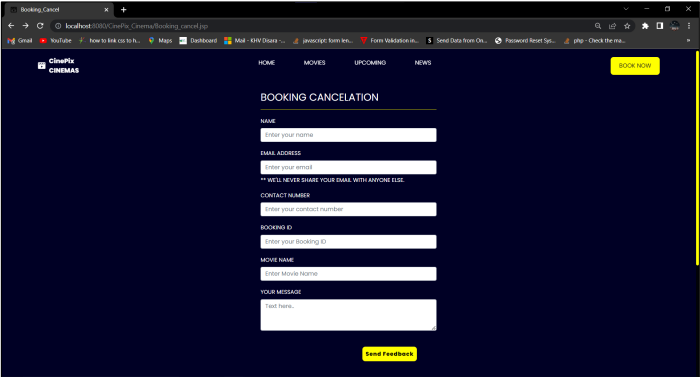 Booking_Cancel
localhost:8080/CinePix_Cinema/Booking_cancel.jsp
Gmail
YouTube
how to link css to h...
Maps
Dashboard
Mail - KHV Disara -...
javascript: form len...
Form Validation in...
Send Data from On...
Password Reset Sys...
php - Check the ma...
CinePix
CINEMAS
HOME
MOVIES
UPCOMING
NEWS
BOOK NOW
BOOKING CANCELATION
NAME
Enter your name
EMAIL ADDRESS
Enter your email
** WE'LL NEVER SHARE YOUR EMAIL WITH ANYONE ELSE.
CONTACT NUMBER
Enter your contact number
BOOKING ID
Enter your Booking ID
MOVIE NAME
Enter Movie Name
YOUR MESSAGE
Text here..
Send Feedback